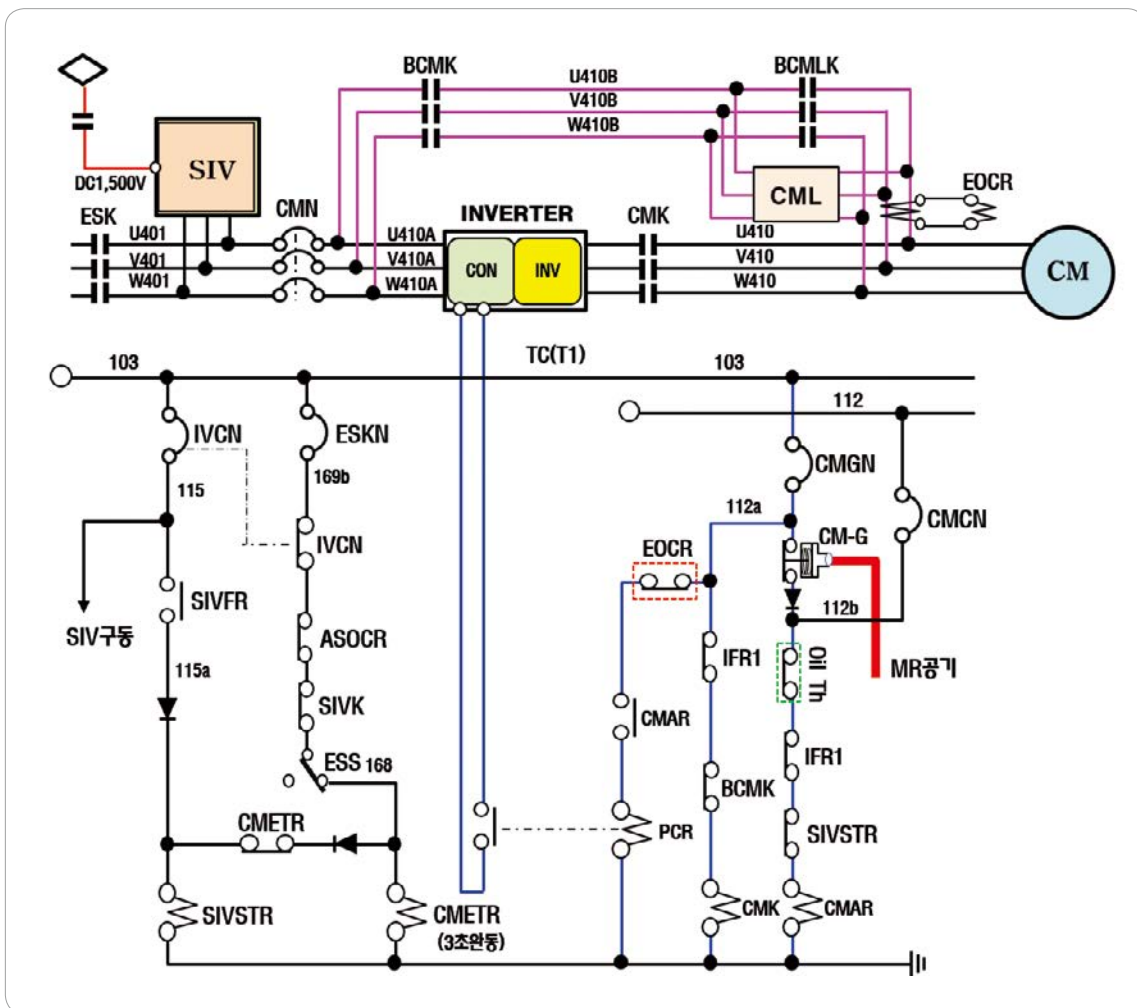 BCMK
U410B
BCMLK
V410B
W410B
SIV
DC1,500V
CML
EOCR
ESK
CMN
INVERTER
CMK
U401
U410A
U410
V401
V410A
CON
INV
V410
CM
W401
W410A
W410
TC(T1)
103
103
112
IVCN
ESKN
CMGN
115
169b
112a
CMCN
IVCN
EOCR
CM-G
SIVFR
112b
SIV구동
ASOCR
IFR1
Oil Th
MR공기
115a
SIVK
CMAR
ESS
168
IFR1
BCMK
CMETR
PCR
SIVSTR
SIVSTR
CMETR
(3초완동)
CMK
CMAR